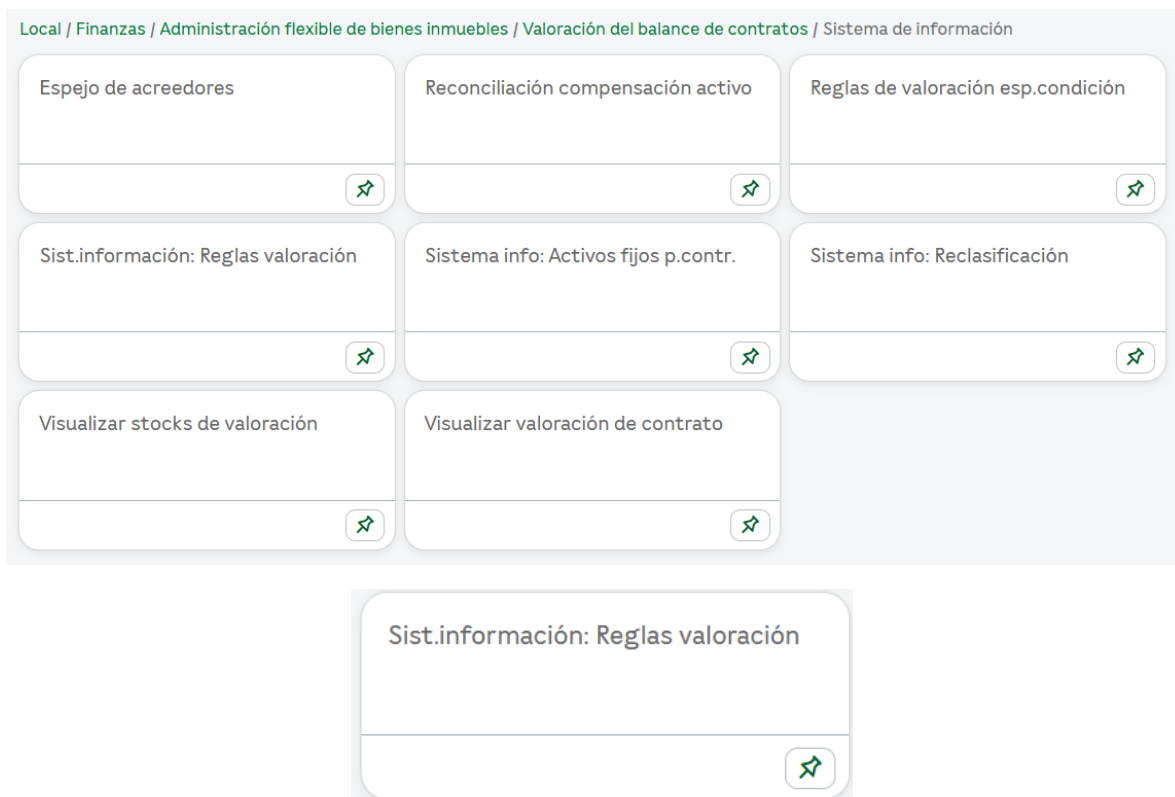 Local / Finanzas / Administración flexible de bienes inmuebles / Valoración del balance de contratos / Sistema de información
Espejo de acreedores
Reconciliación compensación activo
Reglas de valoración esp.condición
Sist.información: Reglas valoración
Sistema info: Activos fijos p.contr.
Sistema info: Reclasificación
Visualizar stocks de valoración
Visualizar valoración de contrato
Sist.información: Reglas valoración